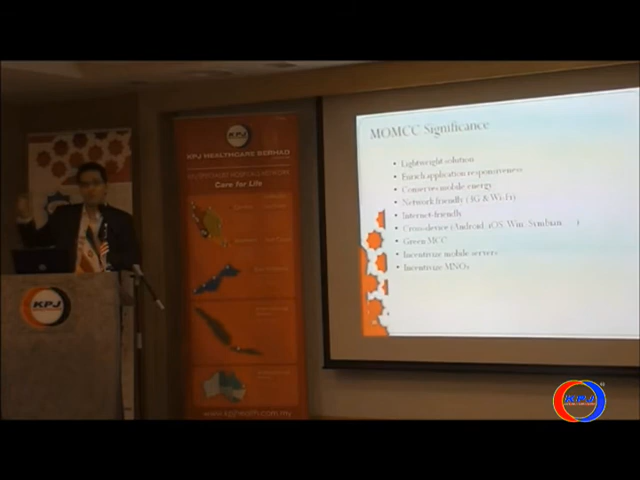 MOMCC Significance
• Lightweight solution
• Enrich application responsiveness
• Conserves mobile energy
• Network friendly (3G & Wi-Fi)
• Internet-friendly
• Cross-device (Android, iOS, Win, Symbian )
• Green MCC
• Incentivize mobile servers
• Incentivize MNOs
KPJ
KPJ HEALTHCARE BERHAD
Care for Life
www.kpjhealth.com.my
KPJ
KPJ